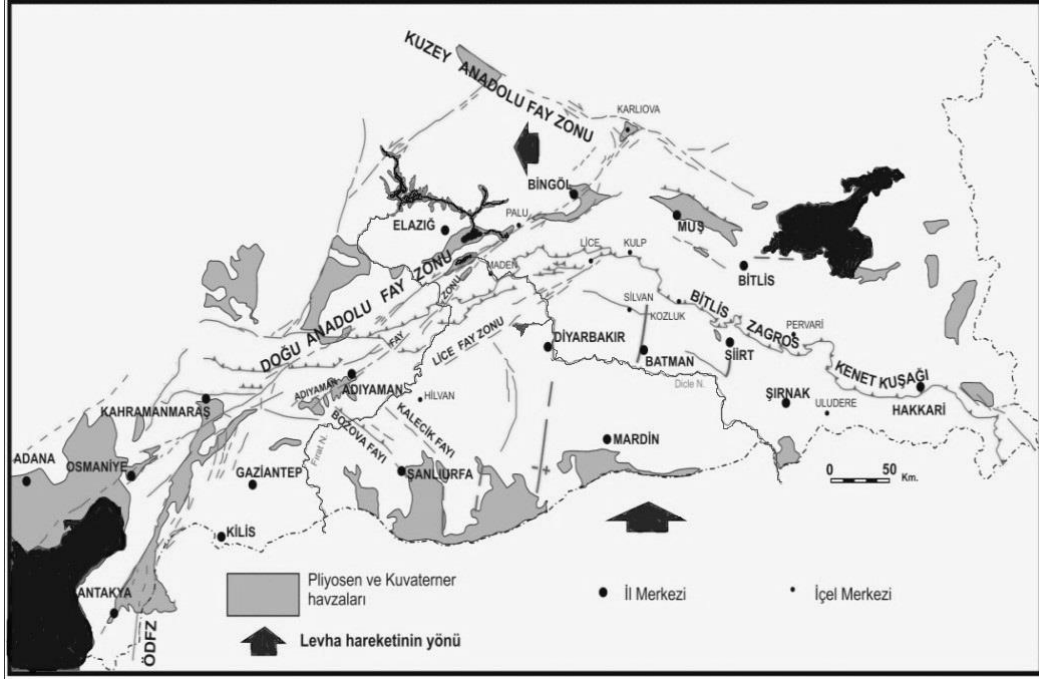 KUZEY ANADOLU FAY ZONU
KARLIOVA
BİNGÖL
ELAZIĞ
PALU
MUŞ
LİCE
KULP
MADEN
BİTLİS
DOĞU ANADOLU FAY ZONU
SİLVAN
KOZLUK
BİTLİS ZAGROS
KENET KUŞAĞI
PERVARİ
ADIYAMAN FAY ZONU
LİCE FAY ZONU
DİYARBAKIR
BATMAN
SİİRT
ADIYAMAN
HİLVAN
Dicle N.
ŞIRNAK
ULUDERE
HAKKARİ
KAHRAMANMARAŞ
BOZOVA FAYI
KALECİK FAYI
MARDİN
ADANA
OSMANİYE
GAZİANTEP
Fırat N.
ŞANLIURFA
0 50
Km.
KİLİS
ANTAKYA
ÖDFZ
Pliyosen ve Kuvaterner
havzaları
İl Merkezi
İçel Merkezi
Levha hareketinin yönü